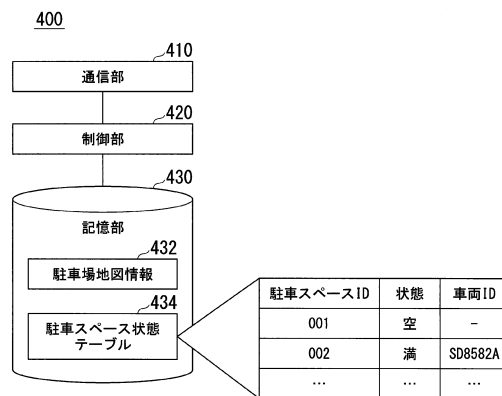 400
410
通信部
420
制御部
430
記憶部
432
駐車場地図情報
434
駐車スペース状態
テーブル
駐車スペースID 状態 車両ID
001 空 -
002 満 SD8582A
… … …